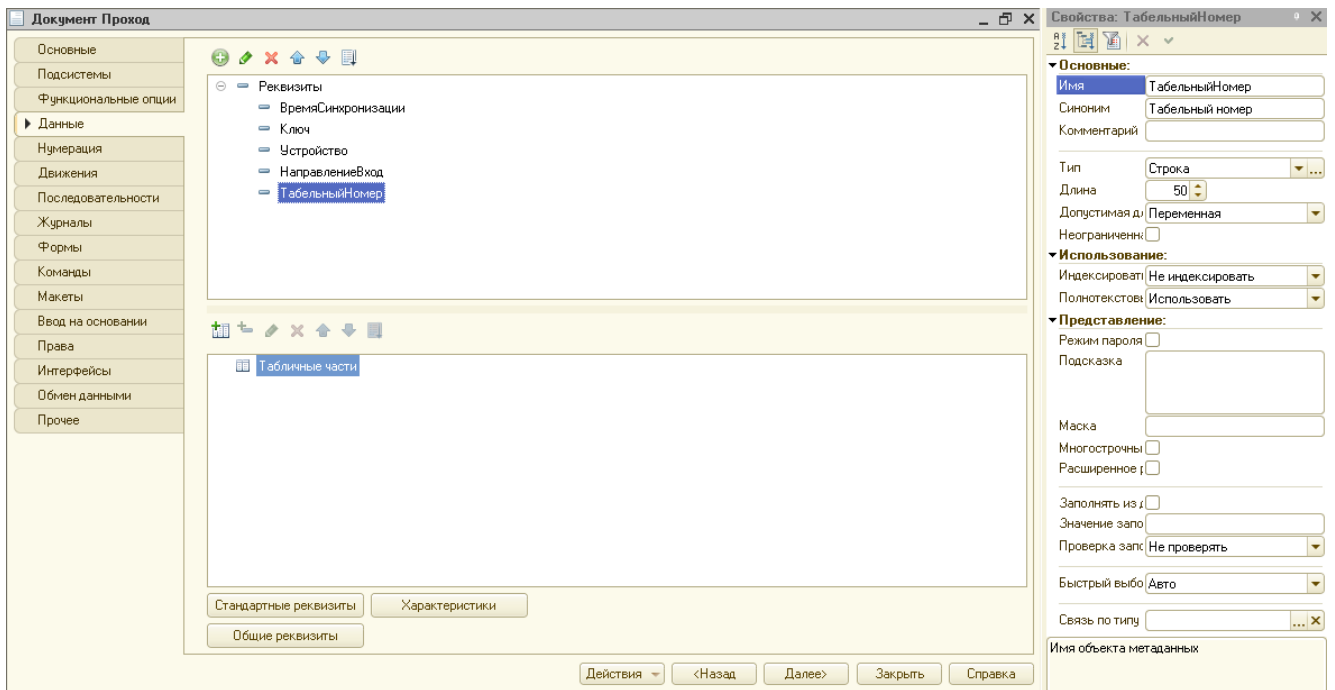 Документ Проход
Основные
Подсистемы
Функциональные опции
Данные
Нумерация
Движения
Последовательности
Журналы
Формы
Команды
Макеты
Ввод на основании
Права
Интерфейсы
Обмен данными
Прочее
Реквизиты
ВремяСинхронизации
Ключ
Устройство
НаправлениеВход
ТабельныйНомер
Табличные части
Стандартные реквизиты
Характеристики
Общие реквизиты
Действия
<Назад
Далее>
Закрыть
Справка
Свойства: ТабельныйНомер
Основные:
Имя ТабельныйНомер
Синоним Табельный номер
Комментарий
Тип Строка
Длина 50
Допустимая д Переменная
Неограниченн
Использование:
Индексироват Не индексировать
Полнотекстов Использовать
Представление:
Режим пароля
Подсказка
Маска
Многострочны
Расширенное р
Заполнять из д
Значение запо
Проверка запо Не проверять
Быстрый выбо Авто
Связь по типу
Имя объекта метаданных